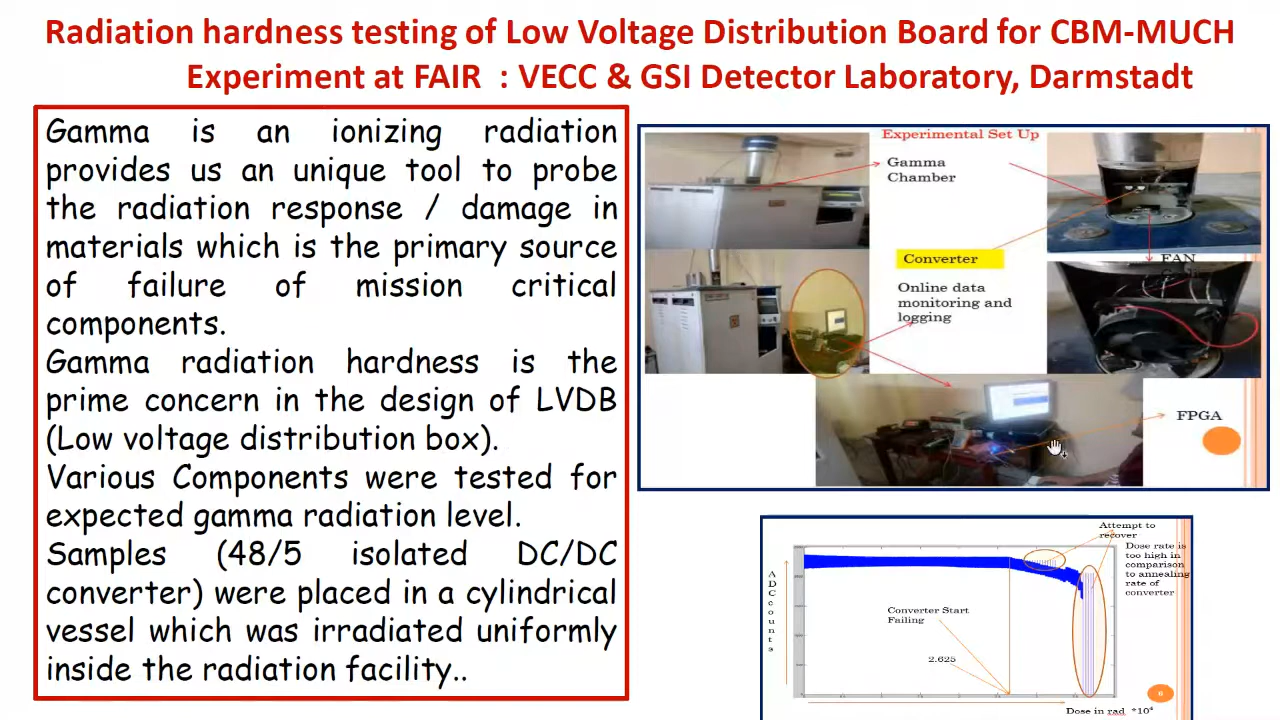 Radiation hardness testing of Low Voltage Distribution Board for CBM-MUCH
Experiment at FAIR : VECC & GSI Detector Laboratory, Darmstadt
Gamma is an ionizing radiation
provides us an unique tool to probe
the radiation response / damage in
materials which is the primary source
of failure of mission critical
components.
Gamma radiation hardness is the
prime concern in the design of LVDB
(Low voltage distribution box).
Various Components were tested for
expected gamma radiation level.
Samples (48/5 isolated DC/DC
converter) were placed in a cylindrical
vessel which was irradiated uniformly
inside the radiation facility..
Experimental Set Up
Gamma
Chamber
Converter
FAN
Online data
monitoring and
logging
FPGA
Attempt to
recover
Dose rate is
too high in
comparison
to annealing
rate of
converter
ADC counts
Converter Start
Failing
2.625
6
Dose in rad *10⁴